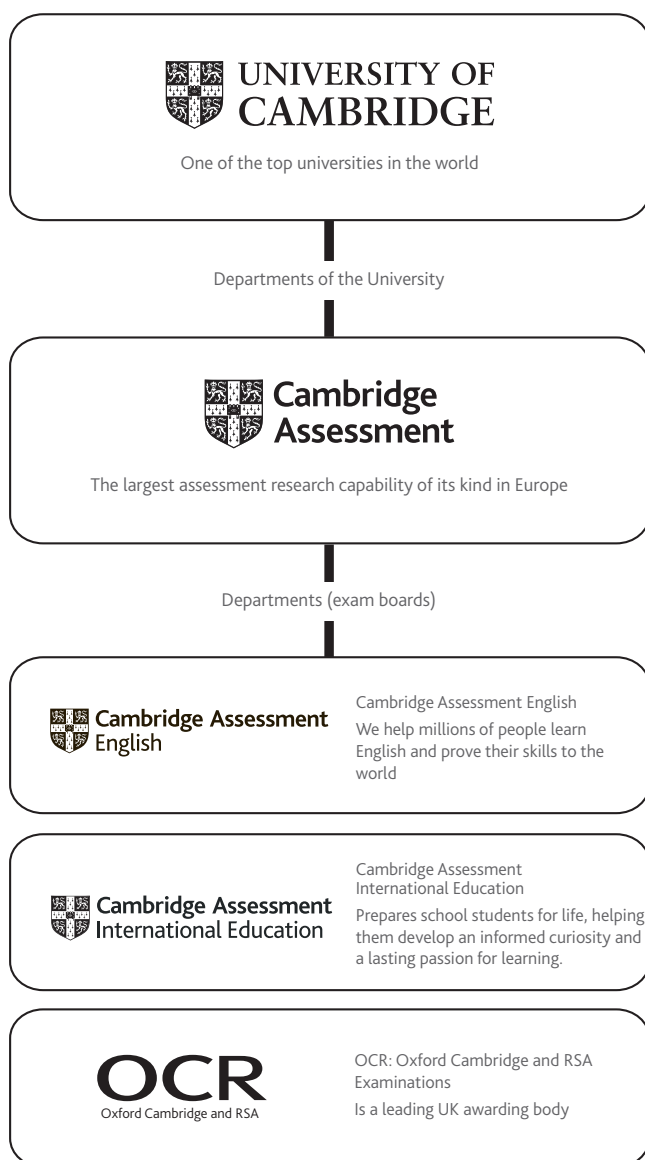 UNIVERSITY OF
CAMBRIDGE
One of the top universities in the world
Departments of the University
Cambridge
Assessment
The largest assessment research capability of its kind in Europe
Departments (exam boards)
Cambridge Assessment
English
Cambridge Assessment English
We help millions of people learn
English and prove their skills to the
world
Cambridge Assessment
International Education
Cambridge Assessment
International Education
Prepares school students for life, helping
them develop an informed curiosity and
a lasting passion for learning.
OCR
Oxford Cambridge and RSA
OCR: Oxford Cambridge and RSA
Examinations
Is a leading UK awarding body